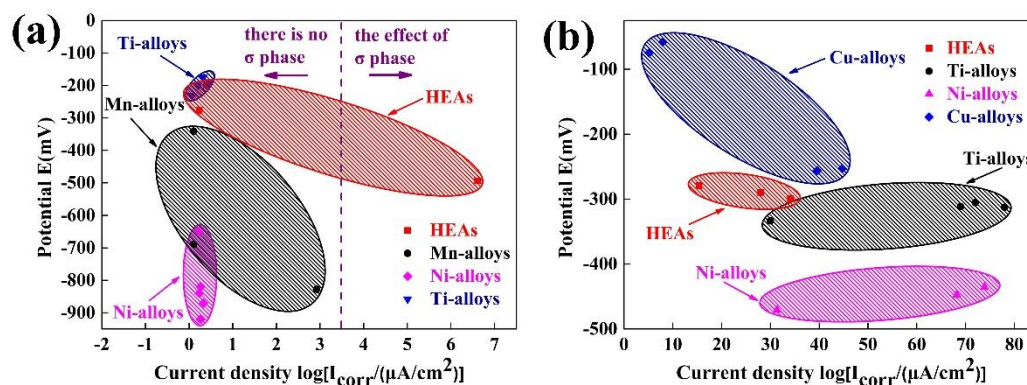 (a)
0
-100
-200
-300
-400
-500
-600
-700
-800
-900
Potential E(mV)
-2 -1 0 1 2 3 4 5 6 7
Current density log[I_corr/(μA/cm²)]
there is no
σ phase
the effect of
σ phase
Ti-alloys
Mn-alloys
HEAs
Ni-alloys
HEAs
Mn-alloys
Ni-alloys
Ti-alloys
(b)
-100
-200
-300
-400
-500
Potential E(mV)
0 10 20 30 40 50 60 70 80
Current density log[I_corr/(μA/cm²)]
HEAs
Ti-alloys
Ni-alloys
Cu-alloys
Cu-alloys
Ti-alloys
HEAs
Ni-alloys